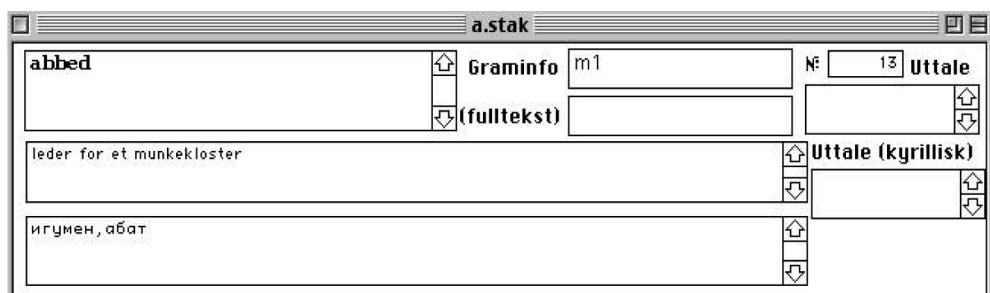 a.stak
abbed
Graminfo m1
№ 13 Uttale
(fulltekst)
leder for et munkekloster
Uttale (kyrillisk)
игумен,абат